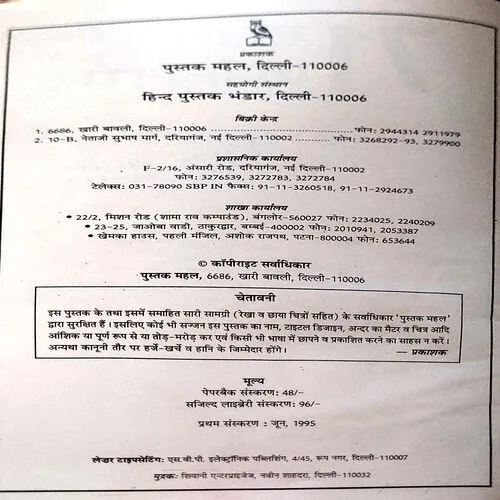 प्रकाशक
पुस्तक महल, दिल्ली-110006
सहयोगी संस्थान
हिन्द पुस्तक भंडार, दिल्ली-110006
बिक्री केन्द्र
1. 6686, खारी बावली, दिल्ली-110006 ........................................ फोन: 2944314 2911979
2. 10-B, नेताजी सुभाष मार्ग, दरियागंज, नई दिल्ली-110002 ......... फोन: 3268292-93, 3279900
प्रशासनिक कार्यालय
F-2/16, अंसारी रोड, दरियागंज, नई दिल्ली-110002
फोन: 3276539, 3272783, 3272784
टेलेक्स: 031-78090 SBP IN फैक्स: 91-11-3260518, 91-11-2924673
शाखा कार्यालय
• 22/2, मिशन रोड (शामा राव कम्पाउंड), बंगलोर-560027 फोन: 2234025, 2240209
• 23-25, जाओबा वाडी, ठाकुरद्वार, बम्बई-400002 फोन: 2010941, 2053387
• खेमका हाउस, पहली मंजिल, अशोक राजपथ, पटना-800004 फोन: 653644
© कॉपीराइट सर्वाधिकार
पुस्तक महल, 6686, खारी बावली, दिल्ली-110006
चेतावनी
इस पुस्तक के तथा इसमें समाहित सारी सामग्री (रेखा व छाया चित्रों सहित) के सर्वाधिकार 'पुस्तक महल'
द्वारा सुरक्षित हैं। इसलिए कोई भी सज्जन इस पुस्तक का नाम, टाइटल डिजाइन, अन्दर का मैटर व चित्र आदि
आंशिक या पूर्ण रूप से या तोड़-मरोड़ कर एवं किसी भी भाषा में छापने व प्रकाशित करने का साहस न करें।
अन्यथा कानूनी तौर पर हर्जे-खर्चे व हानि के जिम्मेदार होंगे।
— प्रकाशक
मूल्य
पेपरबैक संस्करण: 48/-
सजिल्द लाइब्रेरी संस्करण: 96/-
प्रथम संस्करण : जून, 1995
लेज़र टाइपसेटिंग: एस.वी.पी. इलेक्ट्रॉनिक पब्लिशिंग, 4/45, रूप नगर, दिल्ली-110007
मुद्रक: शिवानी एन्टरप्राइजेज, नवीन शाहदरा, दिल्ली-110032